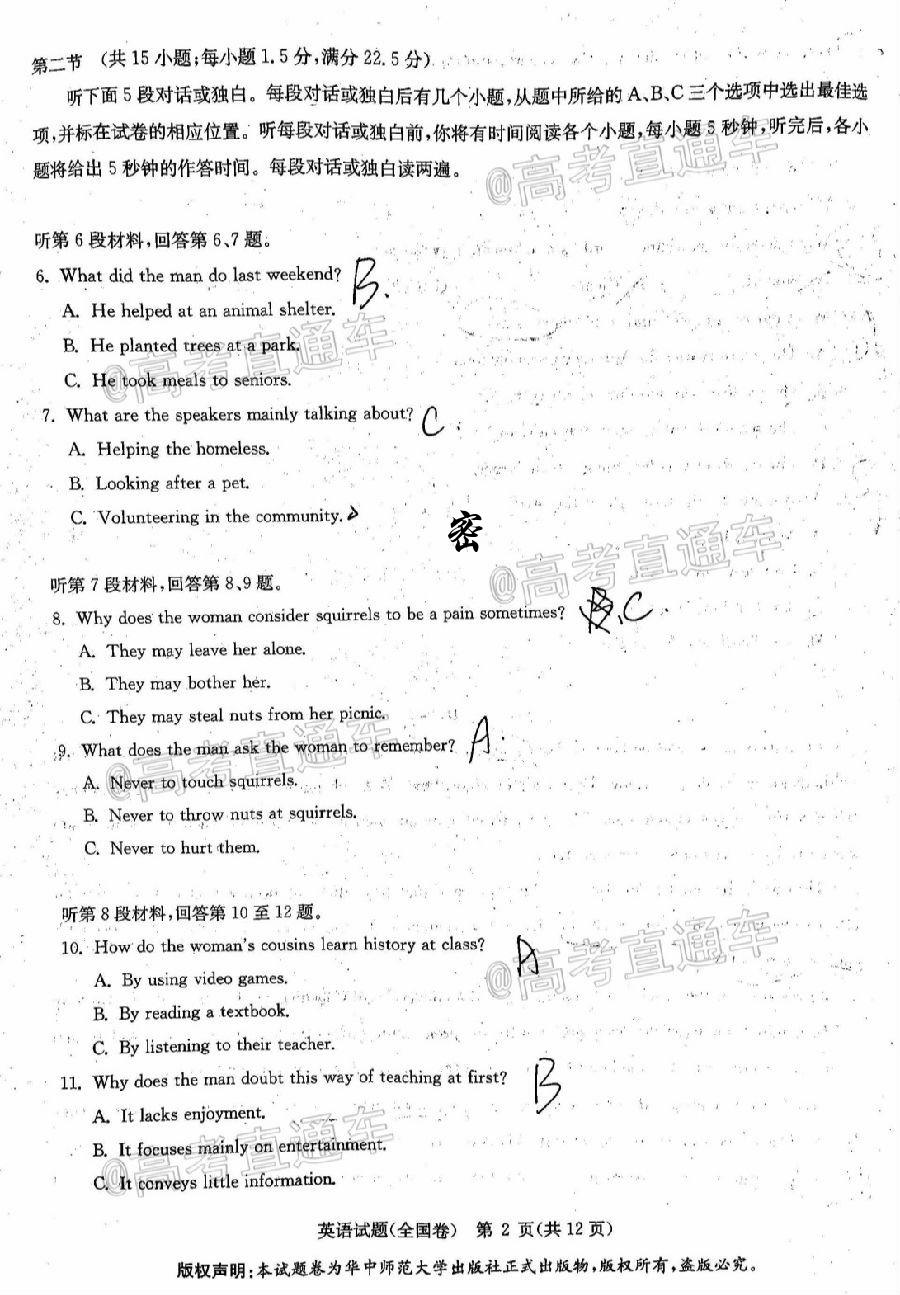 第二节 (共15小题;每小题1.5分,满分22.5分)
听下面5段对话或独白。每段对话或独白后有几个小题,从题中所给的A、B、C三个选项中选出最佳选
项,并标在试卷的相应位置。听每段对话或独白前,你将有时间阅读各个小题,每小题5秒钟,听完后,各小
题将给出5秒钟的作答时间。每段对话或独白读两遍。
@高考直通车
听第6段材料,回答第6、7题。
6. What did the man do last weekend? B.
A. He helped at an animal shelter.
B. He planted trees at a park.
C. He took meals to seniors.
@高考直通车
7. What are the speakers mainly talking about? C.
A. Helping the homeless.
B. Looking after a pet.
C. Volunteering in the community.
密
@高考直通车
听第7段材料,回答第8、9题。
8. Why does the woman consider squirrels to be a pain sometimes? C
A. They may leave her alone.
B. They may bother her.
C. They may steal nuts from her picnic.
9. What does the man ask the woman to remember? A.
@高考直通车
A. Never to touch squirrels.
B. Never to throw nuts at squirrels.
C. Never to hurt them.
听第8段材料,回答第10至12题。
10. How do the woman's cousins learn history at class? A
@高考直通车
A. By using video games.
B. By reading a textbook.
C. By listening to their teacher.
11. Why does the man doubt this way of teaching at first? B
A. It lacks enjoyment.
B. It focuses mainly on entertainment.
@高考直通车
C. It conveys little information.
英语试题(全国卷) 第2页(共12页)
版权声明:本试题卷为华中师范大学出版社正式出版物,版权所有,盗版必究。